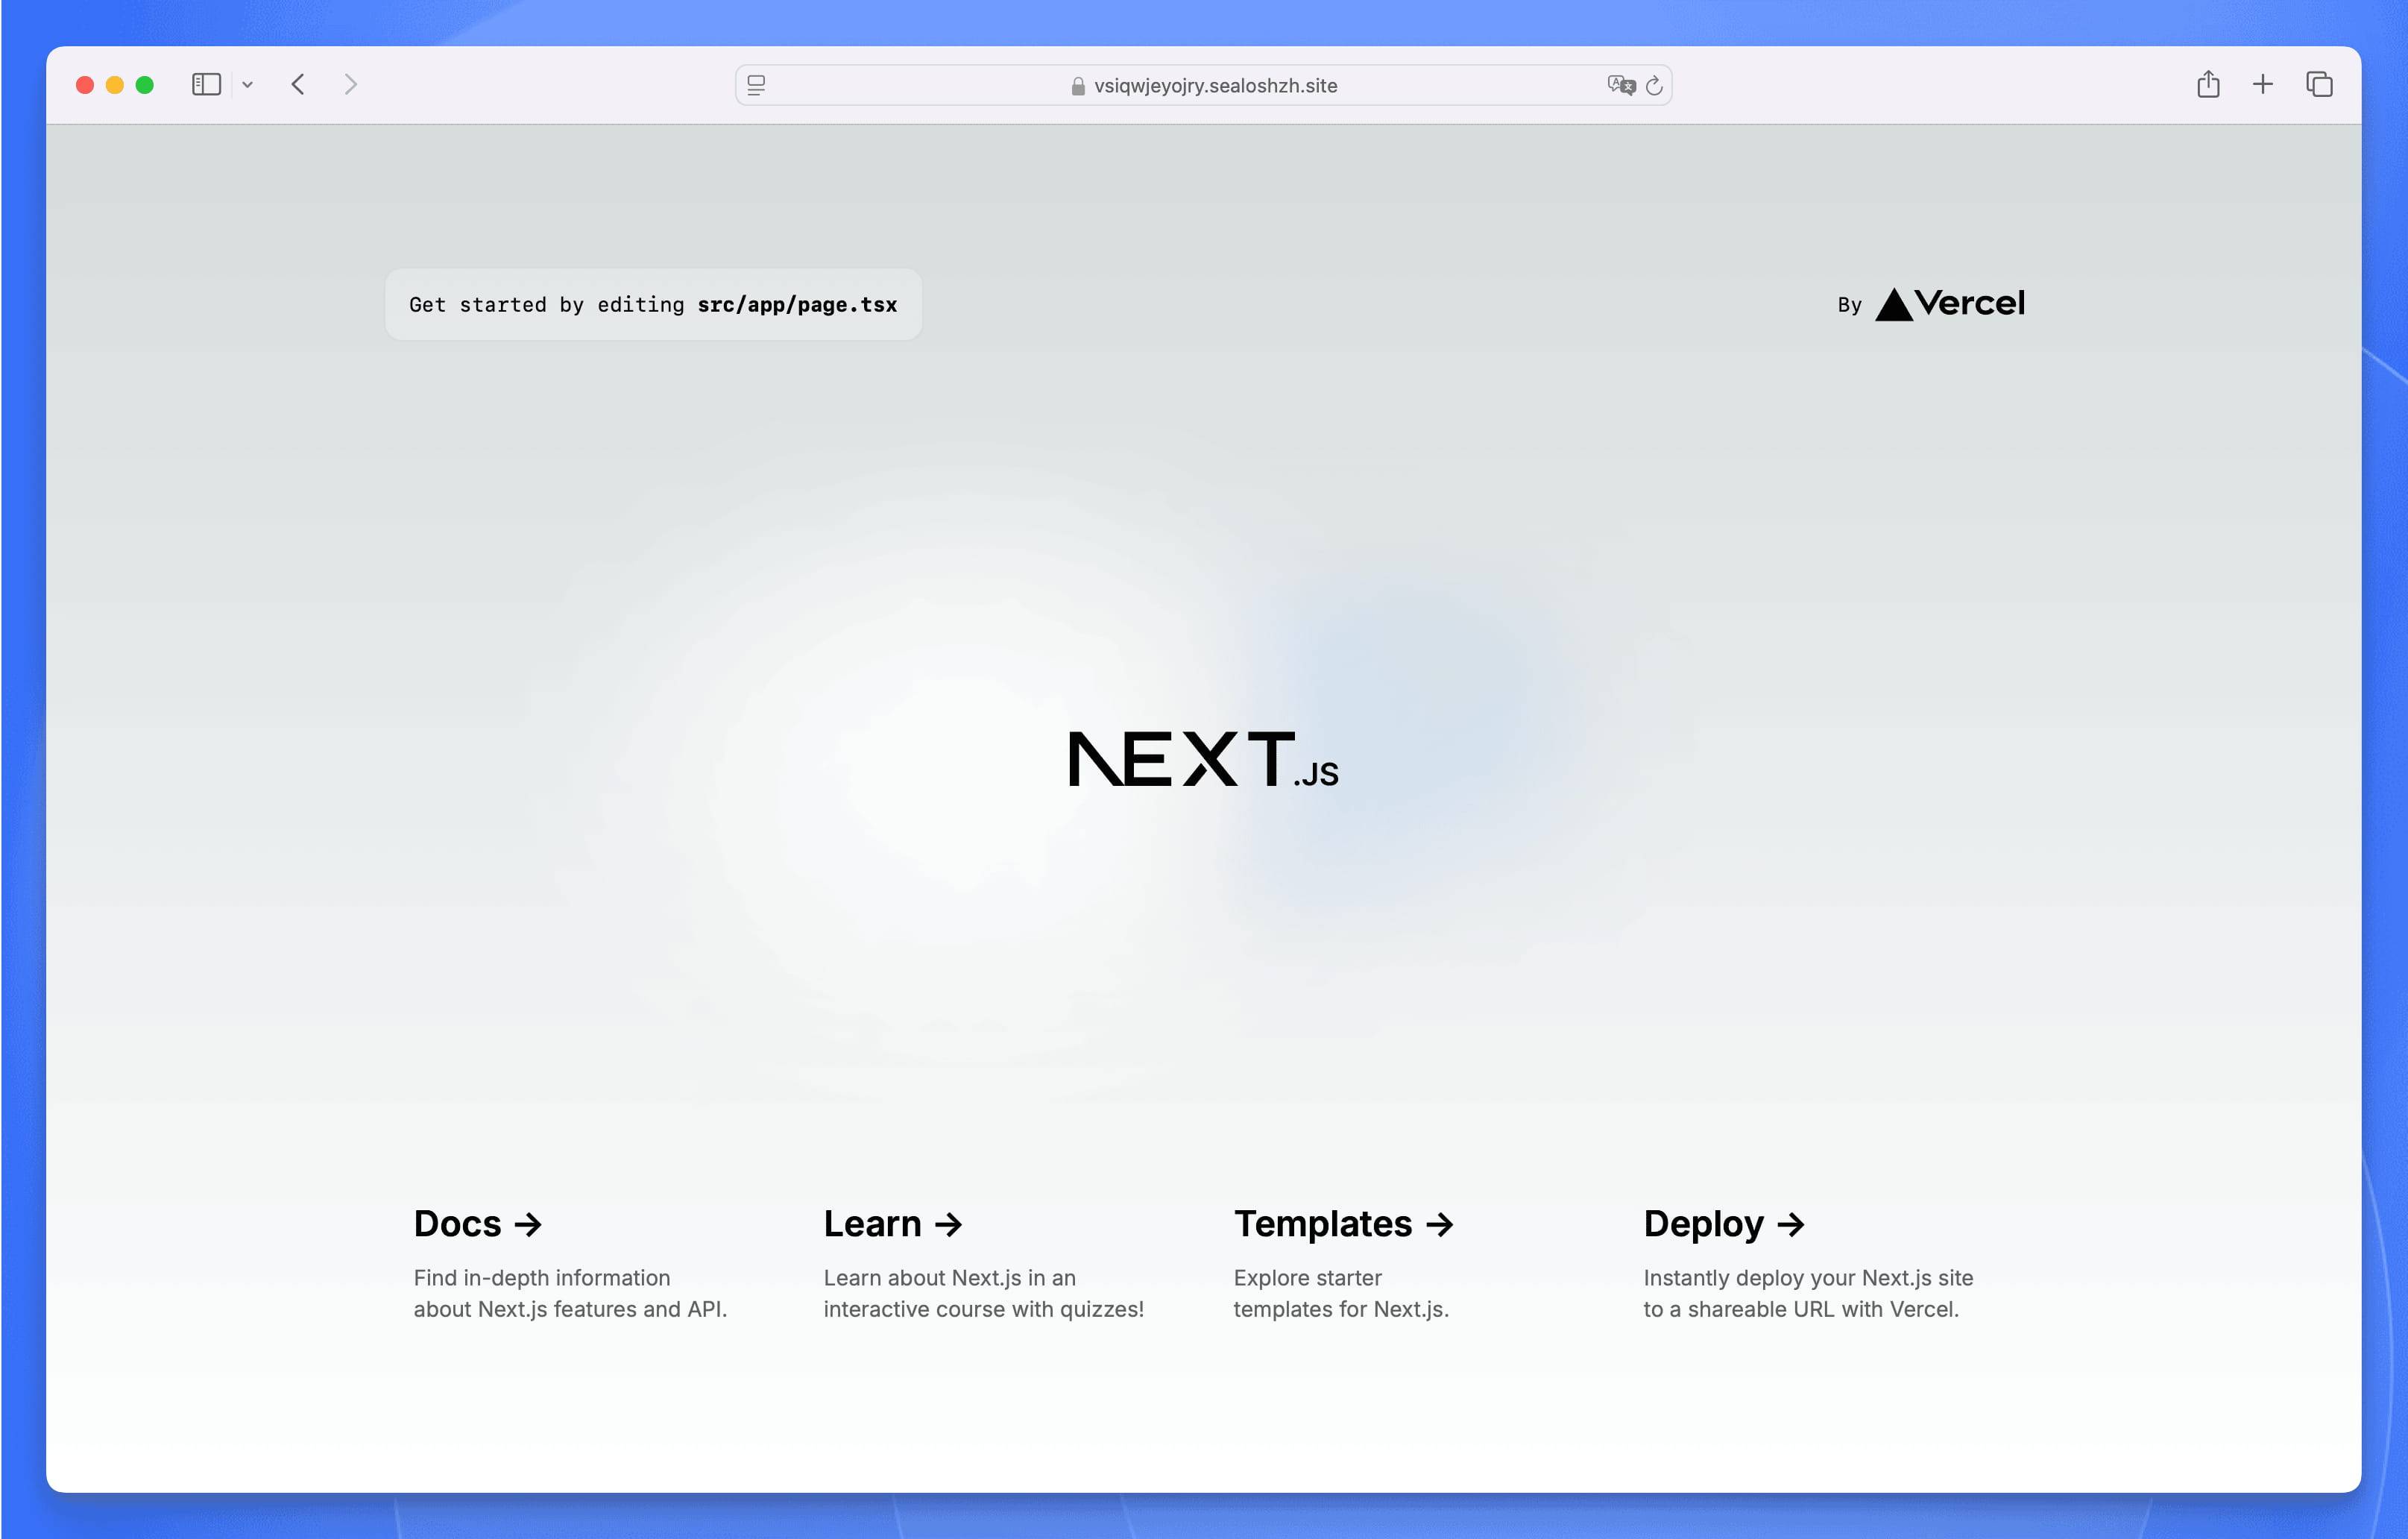 vsiqwjeyojry.sealoshzh.site
Get started by editing src/app/page.tsx
By Vercel
NEXT.JS
Docs →
Find in-depth information
about Next.js features and API.
Learn →
Learn about Next.js in an
interactive course with quizzes!
Templates →
Explore starter
templates for Next.js.
Deploy →
Instantly deploy your Next.js site
to a shareable URL with Vercel.